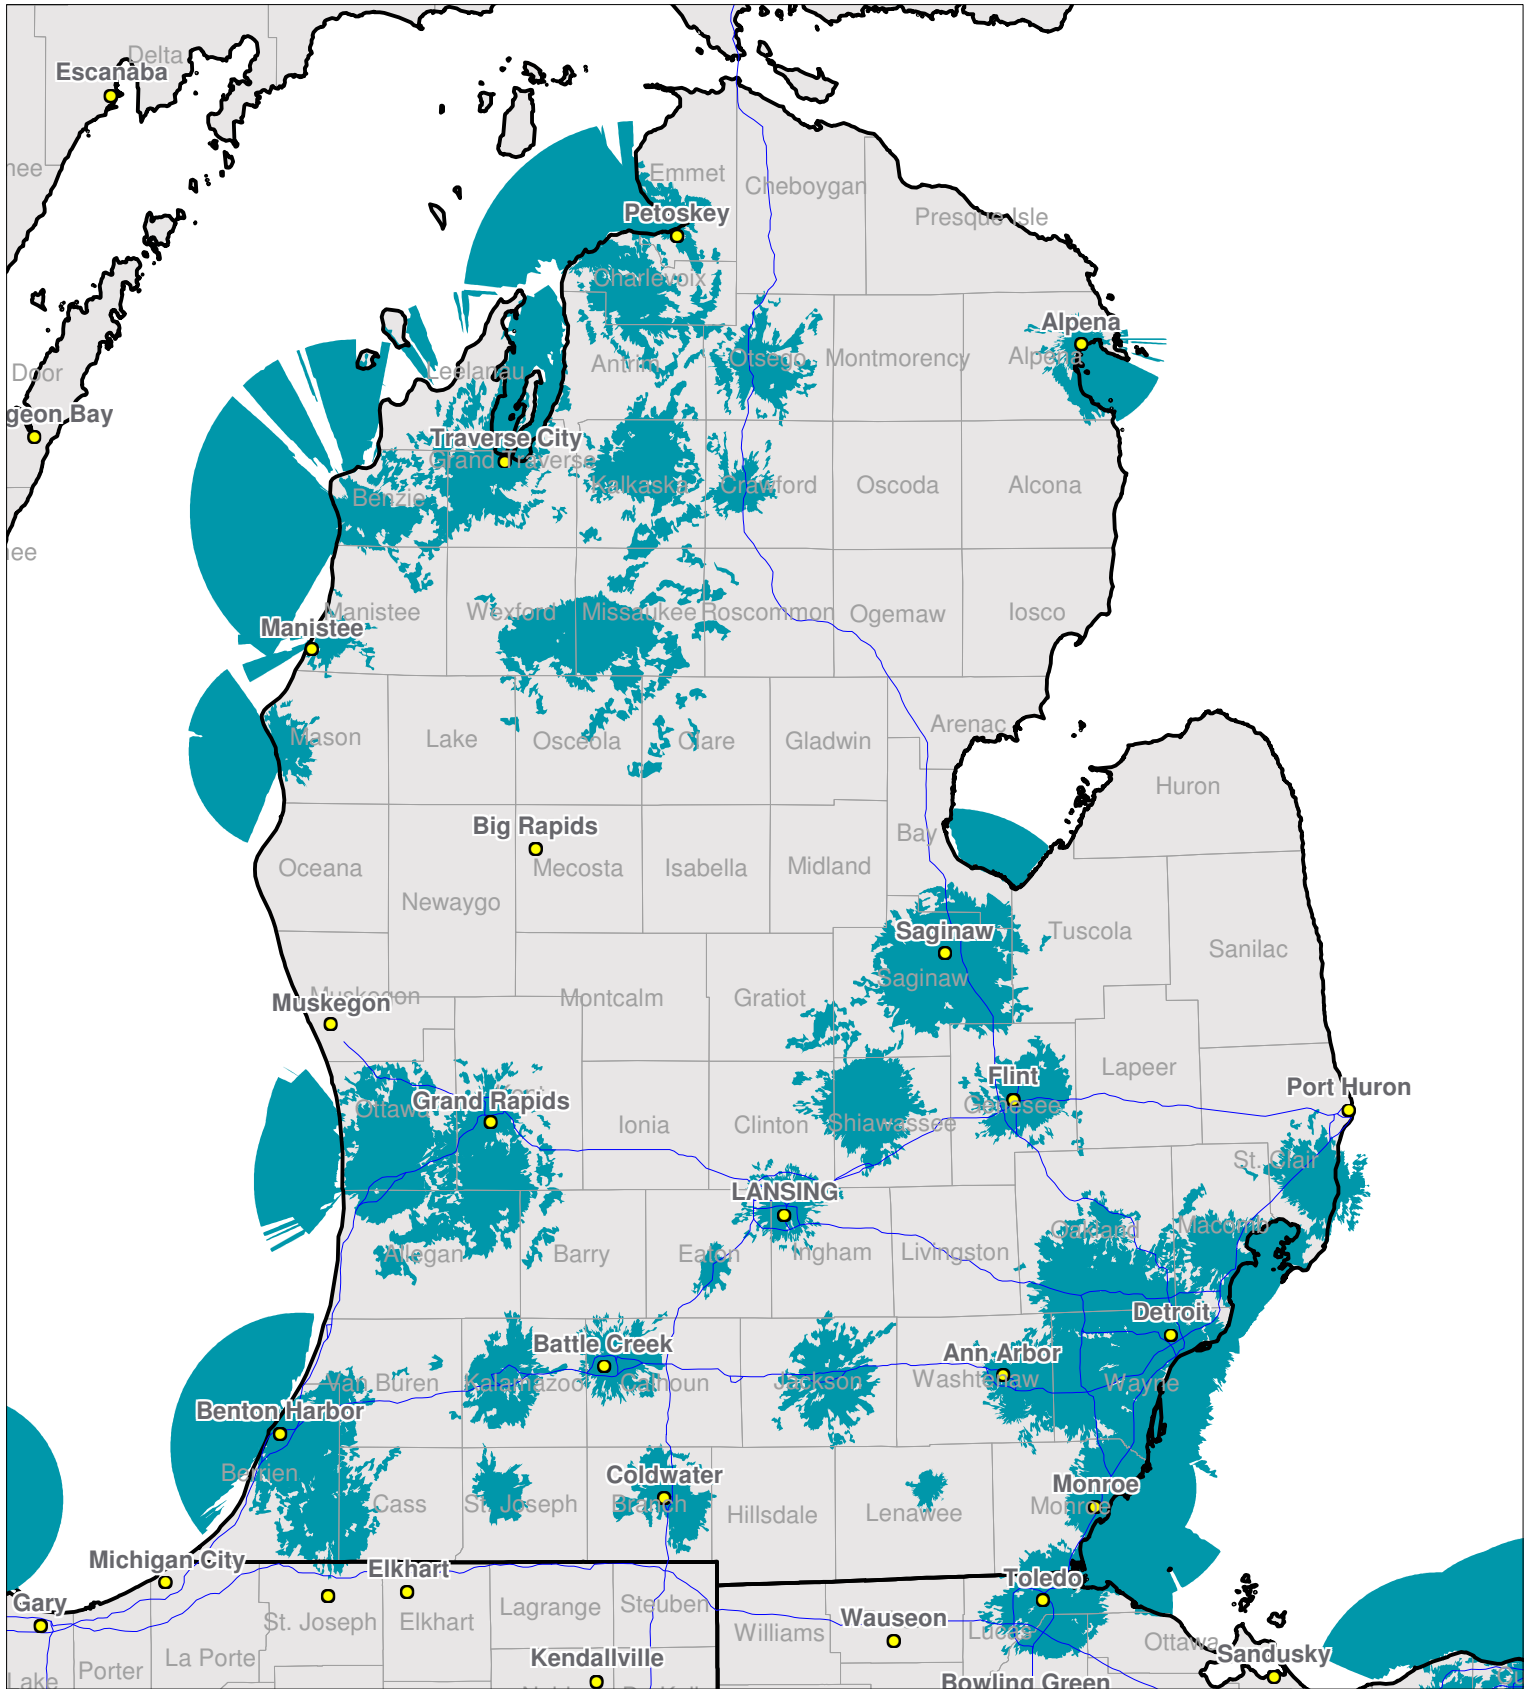 Delta
Escanaba
nee
Emmet
Cheboygan
Petoskey
Presque Isle
Charlevoix
Alpena
Door
Leelanau
Antrim
Otsego
Montmorency
Alpena
geon Bay
Traverse City
Grand Traverse
Benzie
Kalkaska
Crawford
Oscoda
Alcona
nee
Manistee
Wexford
Missaukee
Roscommon
Ogemaw
Iosco
Manistee
Mason
Lake
Osceola
Clare
Gladwin
Arenac
Huron
Big Rapids
Bay
Oceana
Mecosta
Isabella
Midland
Newaygo
Saginaw
Tuscola
Sanilac
Saginaw
Muskegon
Muskegon
Montcalm
Gratiot
Flint
Lapeer
Port Huron
Ottawa
Grand Rapids
Ionia
Clinton
Shiawassee
Genesee
St. Clair
LANSING
Oakland
Macomb
Allegan
Barry
Eaton
Ingham
Livingston
Detroit
Battle Creek
Ann Arbor
Van Buren
Kalamazoo
Calhoun
Jackson
Washtenaw
Wayne
Benton Harbor
Berrien
Coldwater
Monroe
Cass
St. Joseph
Branch
Hillsdale
Lenawee
Monroe
Michigan City
Elkhart
Toledo
Gary
St. Joseph
Elkhart
Lagrange
Steuben
Williams
Wauseon
Lucas
Ottawa
Sandusky
Lake
Porter
La Porte
Kendallville
Bowling Green